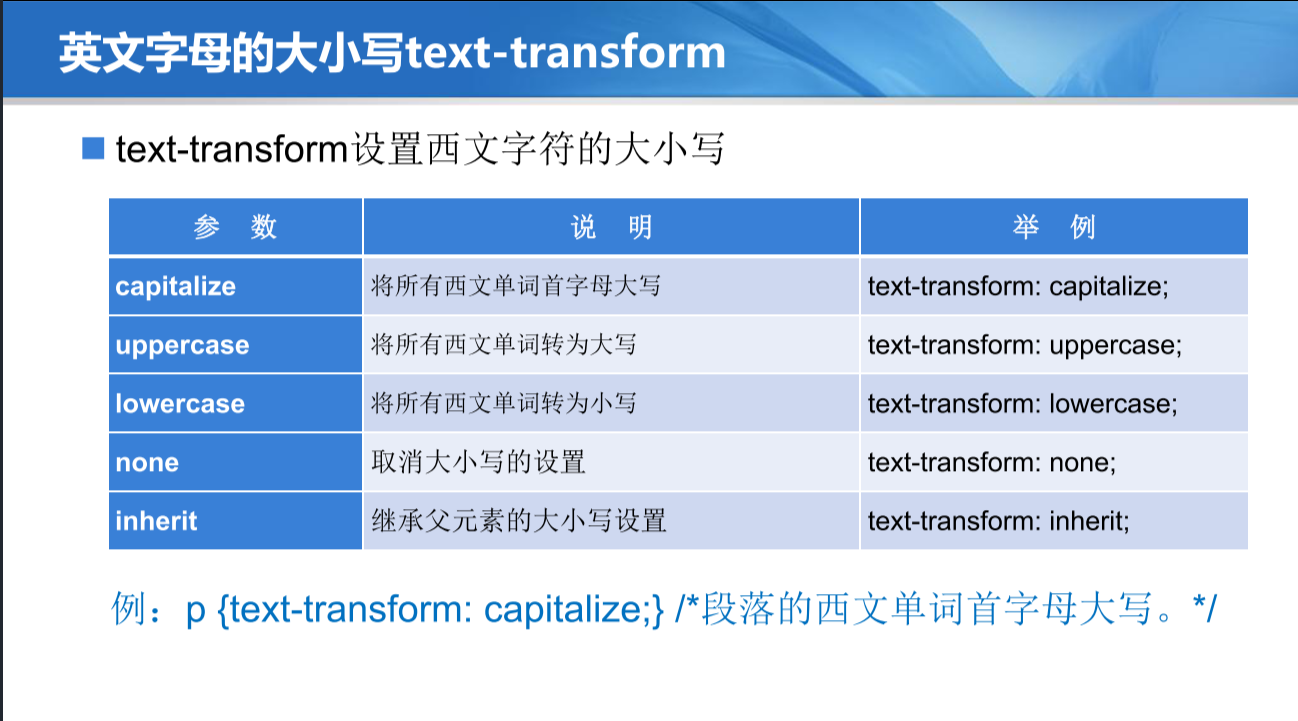 英文字母的大小写text-transform
text-transform设置西文字符的大小写
参 数 说 明 举 例
capitalize 将所有西文单词首字母大写 text-transform: capitalize;
uppercase 将所有西文单词转为大写 text-transform: uppercase;
lowercase 将所有西文单词转为小写 text-transform: lowercase;
none 取消大小写的设置 text-transform: none;
inherit 继承父元素的大小写设置 text-transform: inherit;
例：p {text-transform: capitalize;} /*段落的西文单词首字母大写。*/